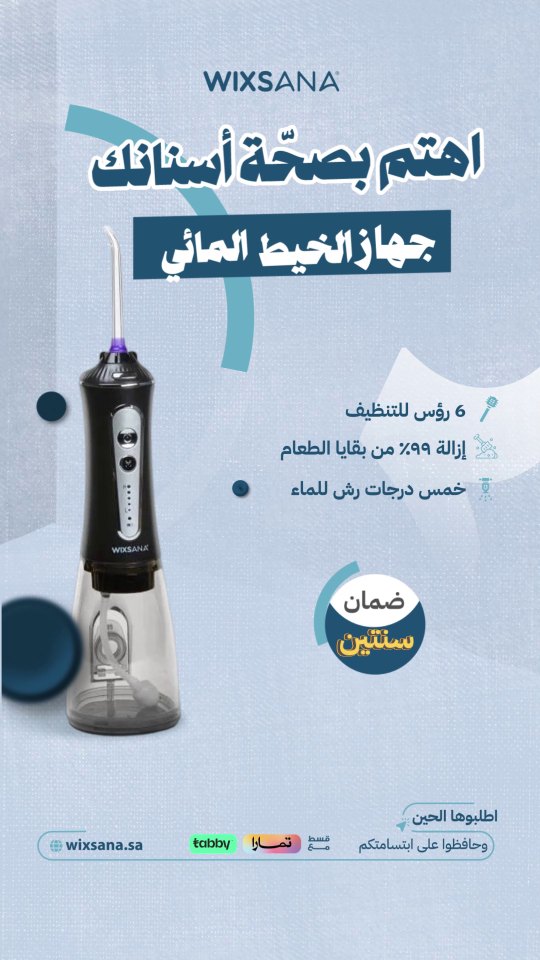 WIXSANA
اهتم بصحّة أسنانك
جهاز الخيط المائي
6 رؤس للتنظيف
إزالة ٩٩٪ من بقايا الطعام
خمس درجات رش للماء
WIXSANA
ضمان
سنتين
اطلبوها الحين
وحافظوا على ابتسامتكم
قسط
مع
تمارا
tabby
wixsana.sa